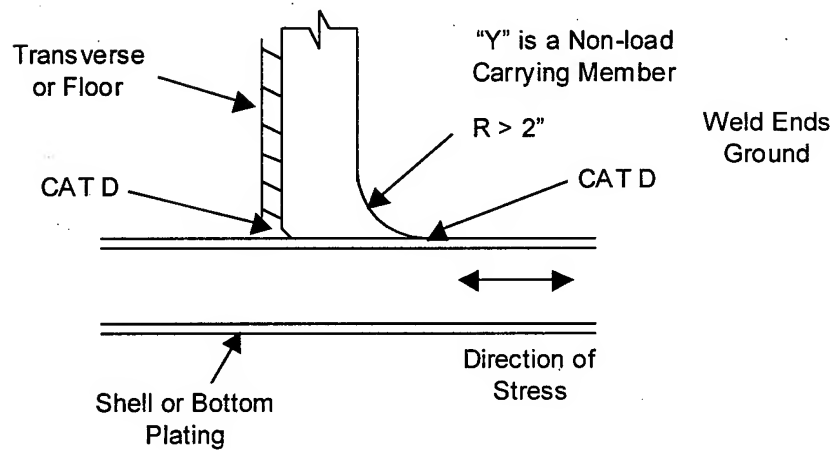 Transverse
or Floor
"Y" is a Non-load
Carrying Member
R > 2"
Weld Ends
Ground
CAT D
CAT D
Direction of
Stress
Shell or Bottom
Plating